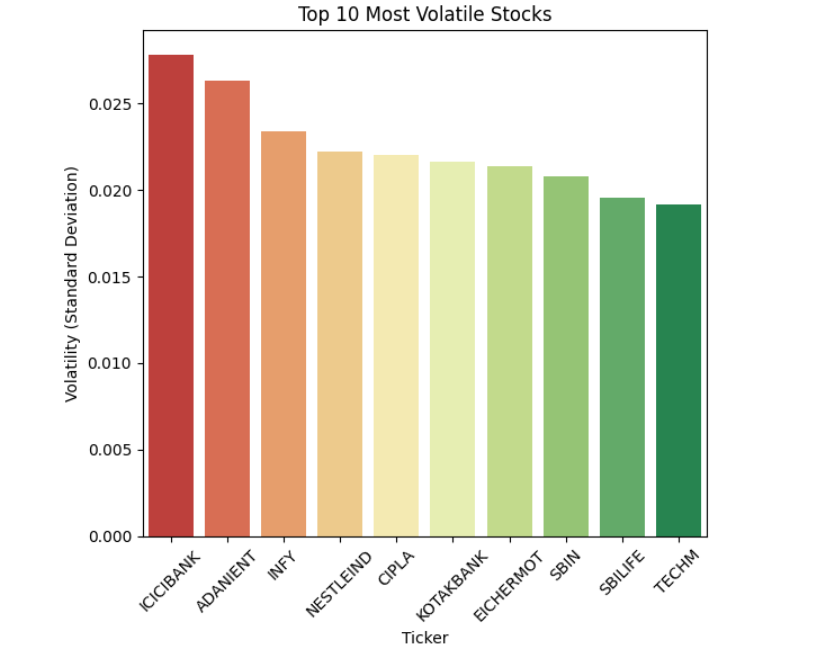 Top 10 Most Volatile Stocks
Volatility (Standard Deviation)
0.025
0.020
0.015
0.010
0.005
0.000
ICICIBANK
ADANIENT
INFY
NESTLEIND
CIPLA
KOTAKBANK
EICHERMOT
SBIN
SBILIFE
TECHM
Ticker